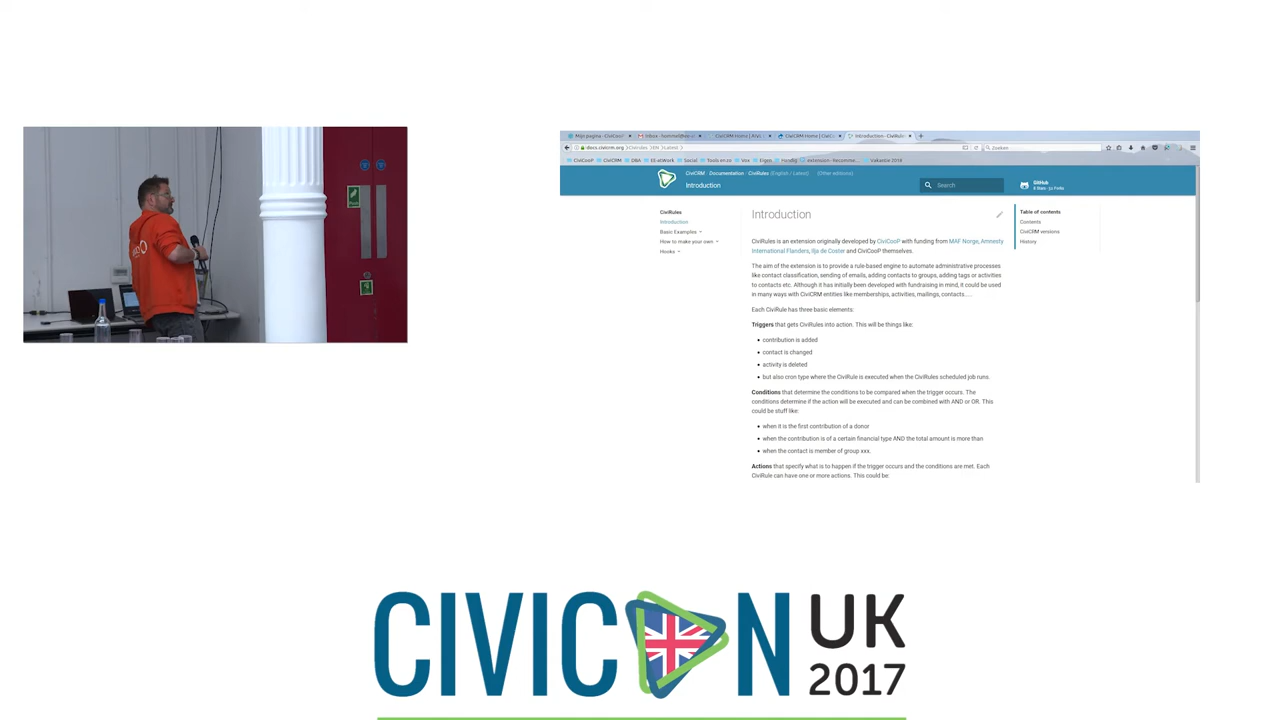 CiviCRM Documentation / CiviRules (English / Latest) (Other editions)
Introduction
Search
GitHub
CiviRules
Introduction
Basic Examples
How to make your own
Hooks
Introduction
CiviRules is an extension originally developed by CiviCooP with funding from MAF Norge, Amnesty
International Flanders, Ilja de Coster and CiviCooP themselves.
The aim of the extension is to provide a rule-based engine to automate administrative processes
like contact classification, sending of emails, adding contacts to groups, adding tags or activities
to contacts etc. Although it has initially been developed with fundraising in mind, it could be used
in many ways with CiviCRM entities like memberships, activities, mailings, contacts.....
Each CiviRule has three basic elements:
Triggers that gets CiviRules into action. This will be things like:
• contribution is added
• contact is changed
• activity is deleted
• but also cron type where the CiviRule is executed when the CiviRules scheduled job runs.
Conditions that determine the conditions to be compared when the trigger occurs. The
conditions determine if the action will be executed and can be combined with AND or OR. This
could be stuff like:
• when it is the first contribution of a donor
• when the contribution is of a certain financial type AND the total amount is more than
• when the contact is member of group xxx.
Actions that specify what is to happen if the trigger occurs and the conditions are met. Each
CiviRule can have one or more actions. This could be:
Table of contents
Contents
CiviCRM versions
History
CIVICON UK
2017